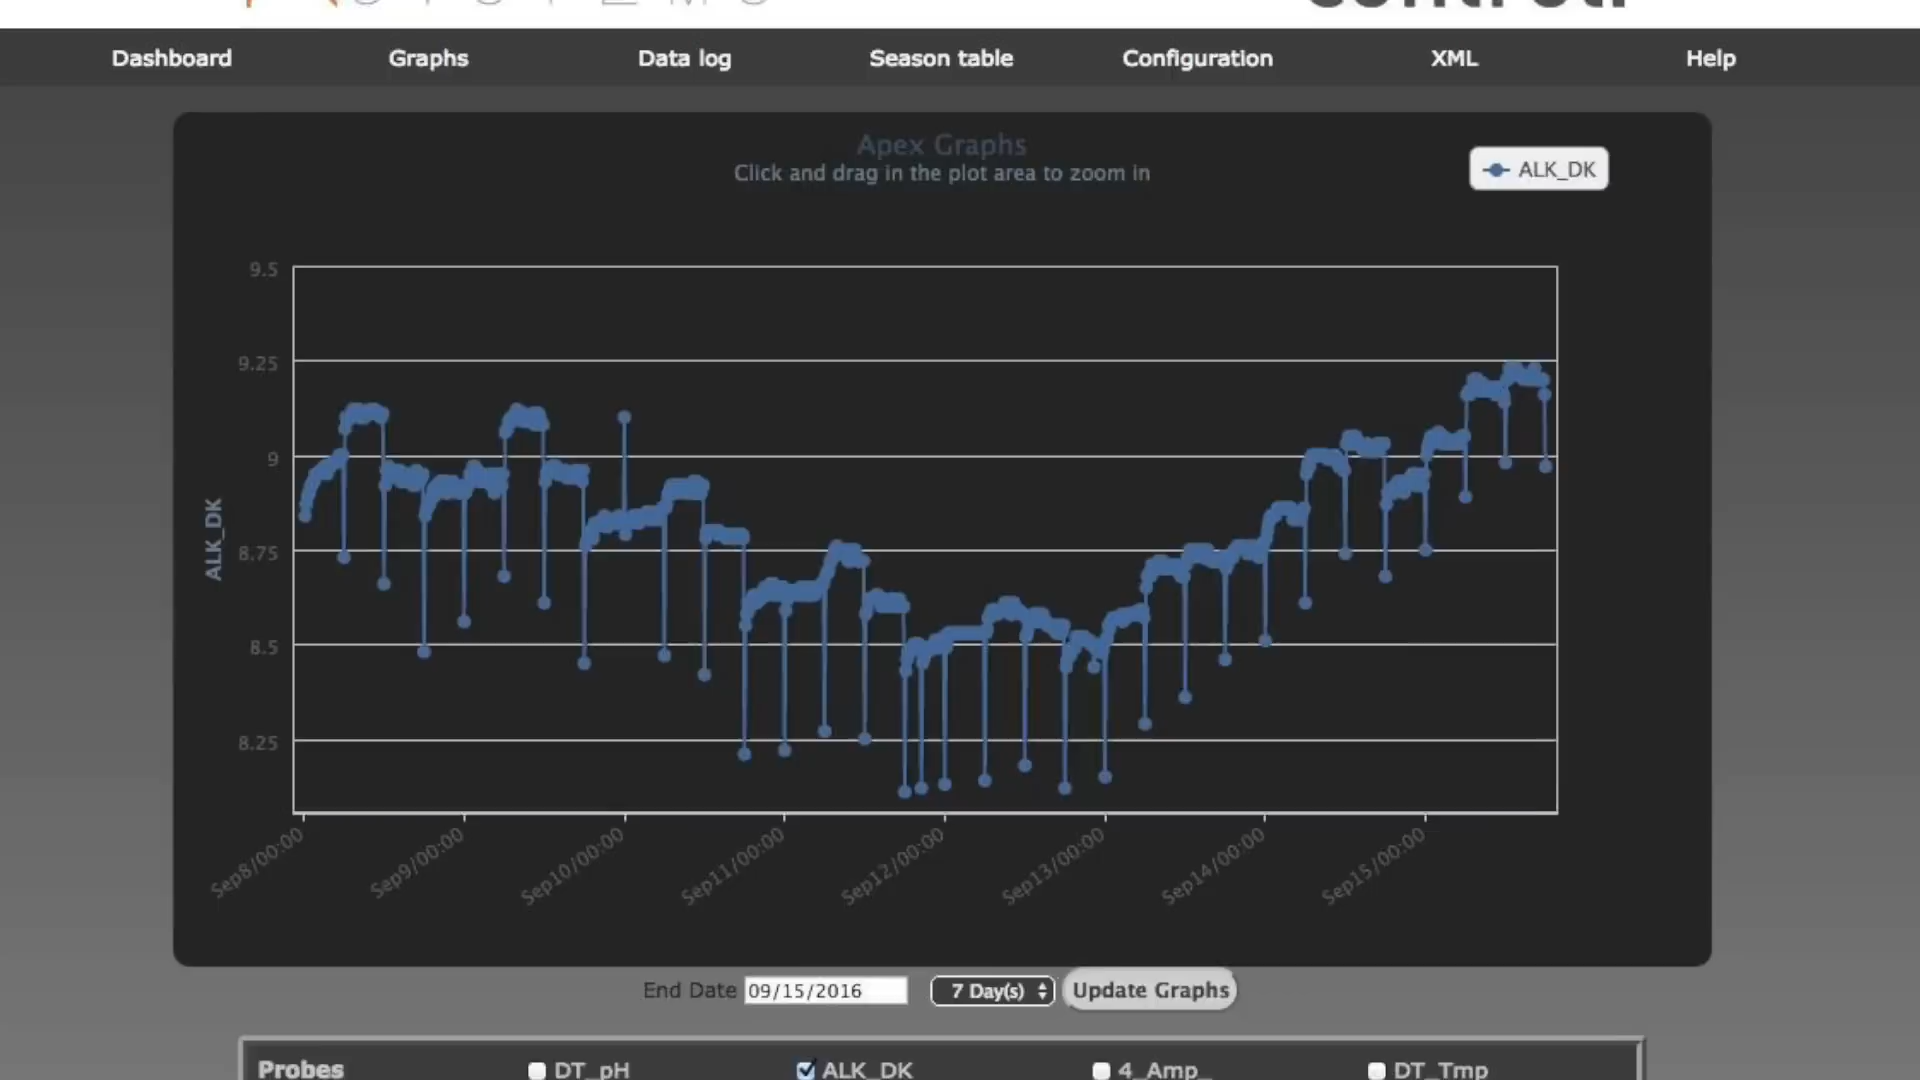 Dashboard Graphs Data log Season table Configuration XML Help
Apex Graphs
Click and drag in the plot area to zoom in
ALK_DK
9.5
9.25
9
8.75
8.5
8.25
ALK_DK
Sep8/00:00 Sep9/00:00 Sep10/00:00 Sep11/00:00 Sep12/00:00 Sep13/00:00 Sep14/00:00 Sep15/00:00
End Date 09/15/2016 7 Day(s) Update Graphs
Probes DT_pH ALK_DK 4_Amp_ DT_Tmp